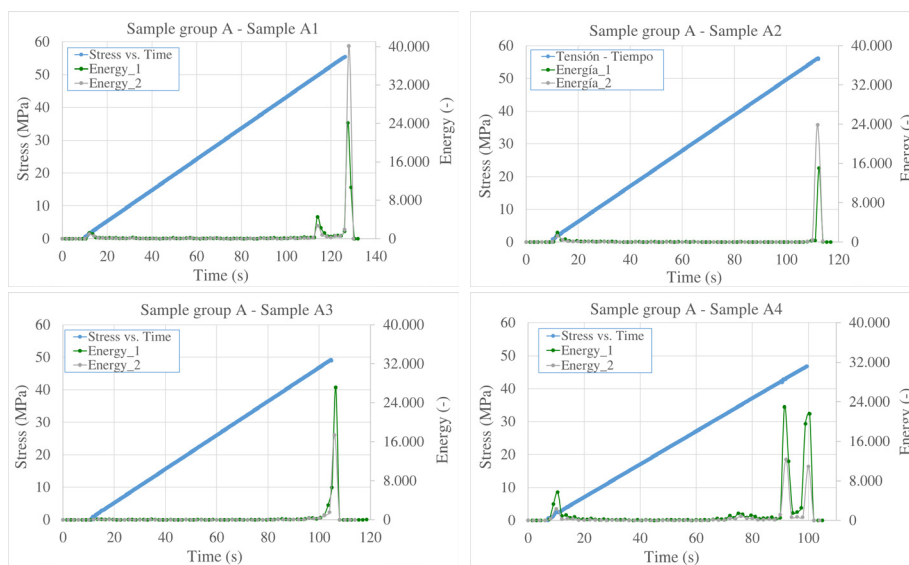 Sample group A - Sample A1
60
50
40
30
20
10
0
Stress (MPa)
Stress vs. Time
Energy_1
Energy_2
40.000
32.000
24.000
16.000
8.000
0
Energy (-)
0 20 40 60 80 100 120 140
Time (s)
Sample group A - Sample A2
60
50
40
30
20
10
0
Stress (MPa)
Tensión - Tiempo
Energía_1
Energía_2
40.000
32.000
24.000
16.000
8.000
0
Energy (-)
0 20 40 60 80 100 120
Time (s)
Sample group A - Sample A3
60
50
40
30
20
10
0
Stress (MPa)
Stress vs. Time
Energy_1
Energy_2
40.000
32.000
24.000
16.000
8.000
0
Energy (-)
0 20 40 60 80 100 120
Time (s)
Sample group A - Sample A4
60
50
40
30
20
10
0
Stress (MPa)
Stress vs. Time
Energy_1
Energy_2
40.000
32.000
24.000
16.000
8.000
0
Energy (-)
0 20 40 60 80 100
Time (s)